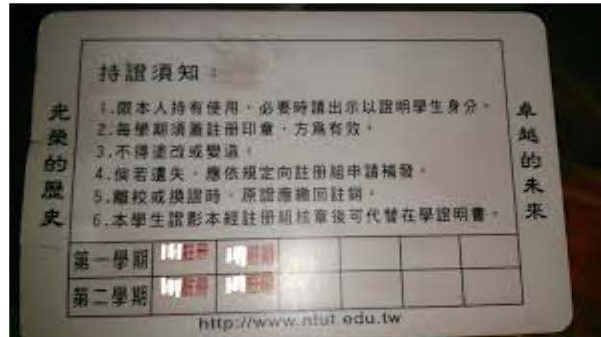 持證須知：
光榮的歷史
1.限本人持有使用，必要時請出示以證明學生身分。
2.每學期須蓋註冊印章，方為有效。
3.不得塗改或變造。
4.倘若遺失，應依規定向註冊組申請補發。
5.離校或換證時，原證應繳回註銷。
6.本學生證影本經註冊組核章後可代替在學證明書。
卓越的未來
第一學期 註冊
第二學期 註冊
http://www.ntut.edu.tw